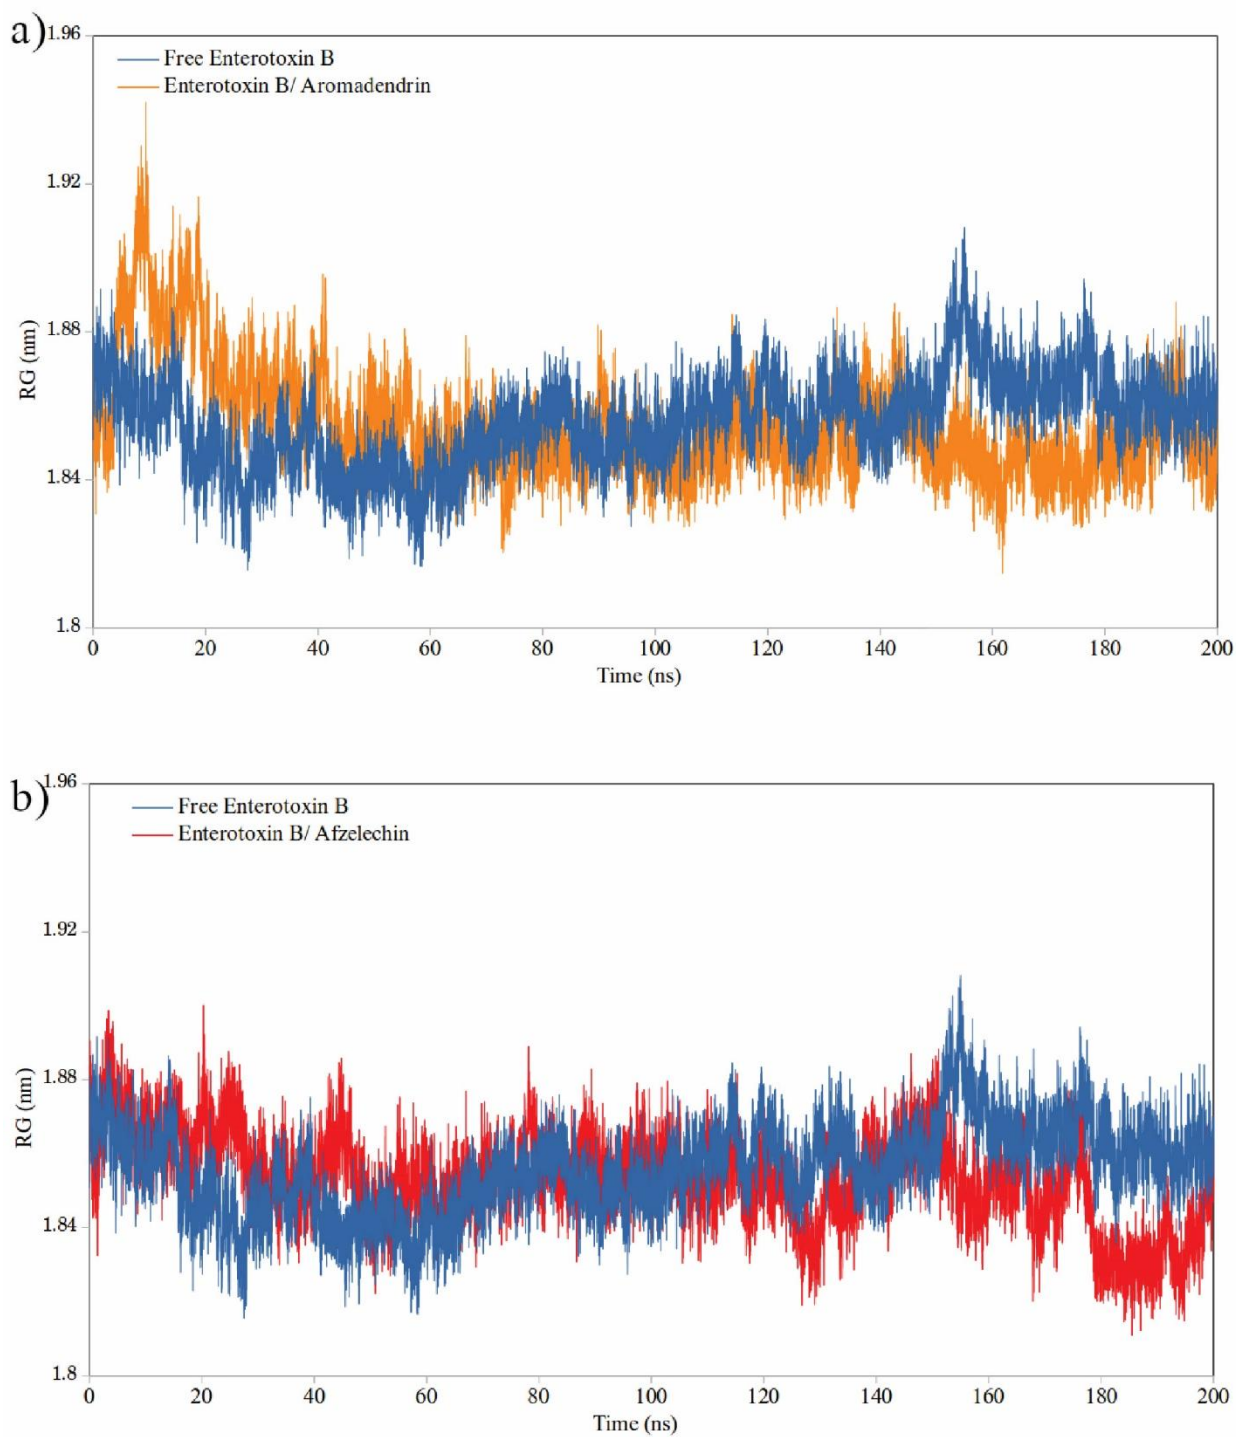 a)
1.96
Free Enterotoxin B
Enterotoxin B/ Aromadendrin
1.92
1.88
RG (nm)
1.84
1.8
0 20 40 60 80 100 120 140 160 180 200
Time (ns)
b)
1.96
Free Enterotoxin B
Enterotoxin B/ Afzelechin
1.92
1.88
RG (nm)
1.84
1.8
0 20 40 60 80 100 120 140 160 180 200
Time (ns)